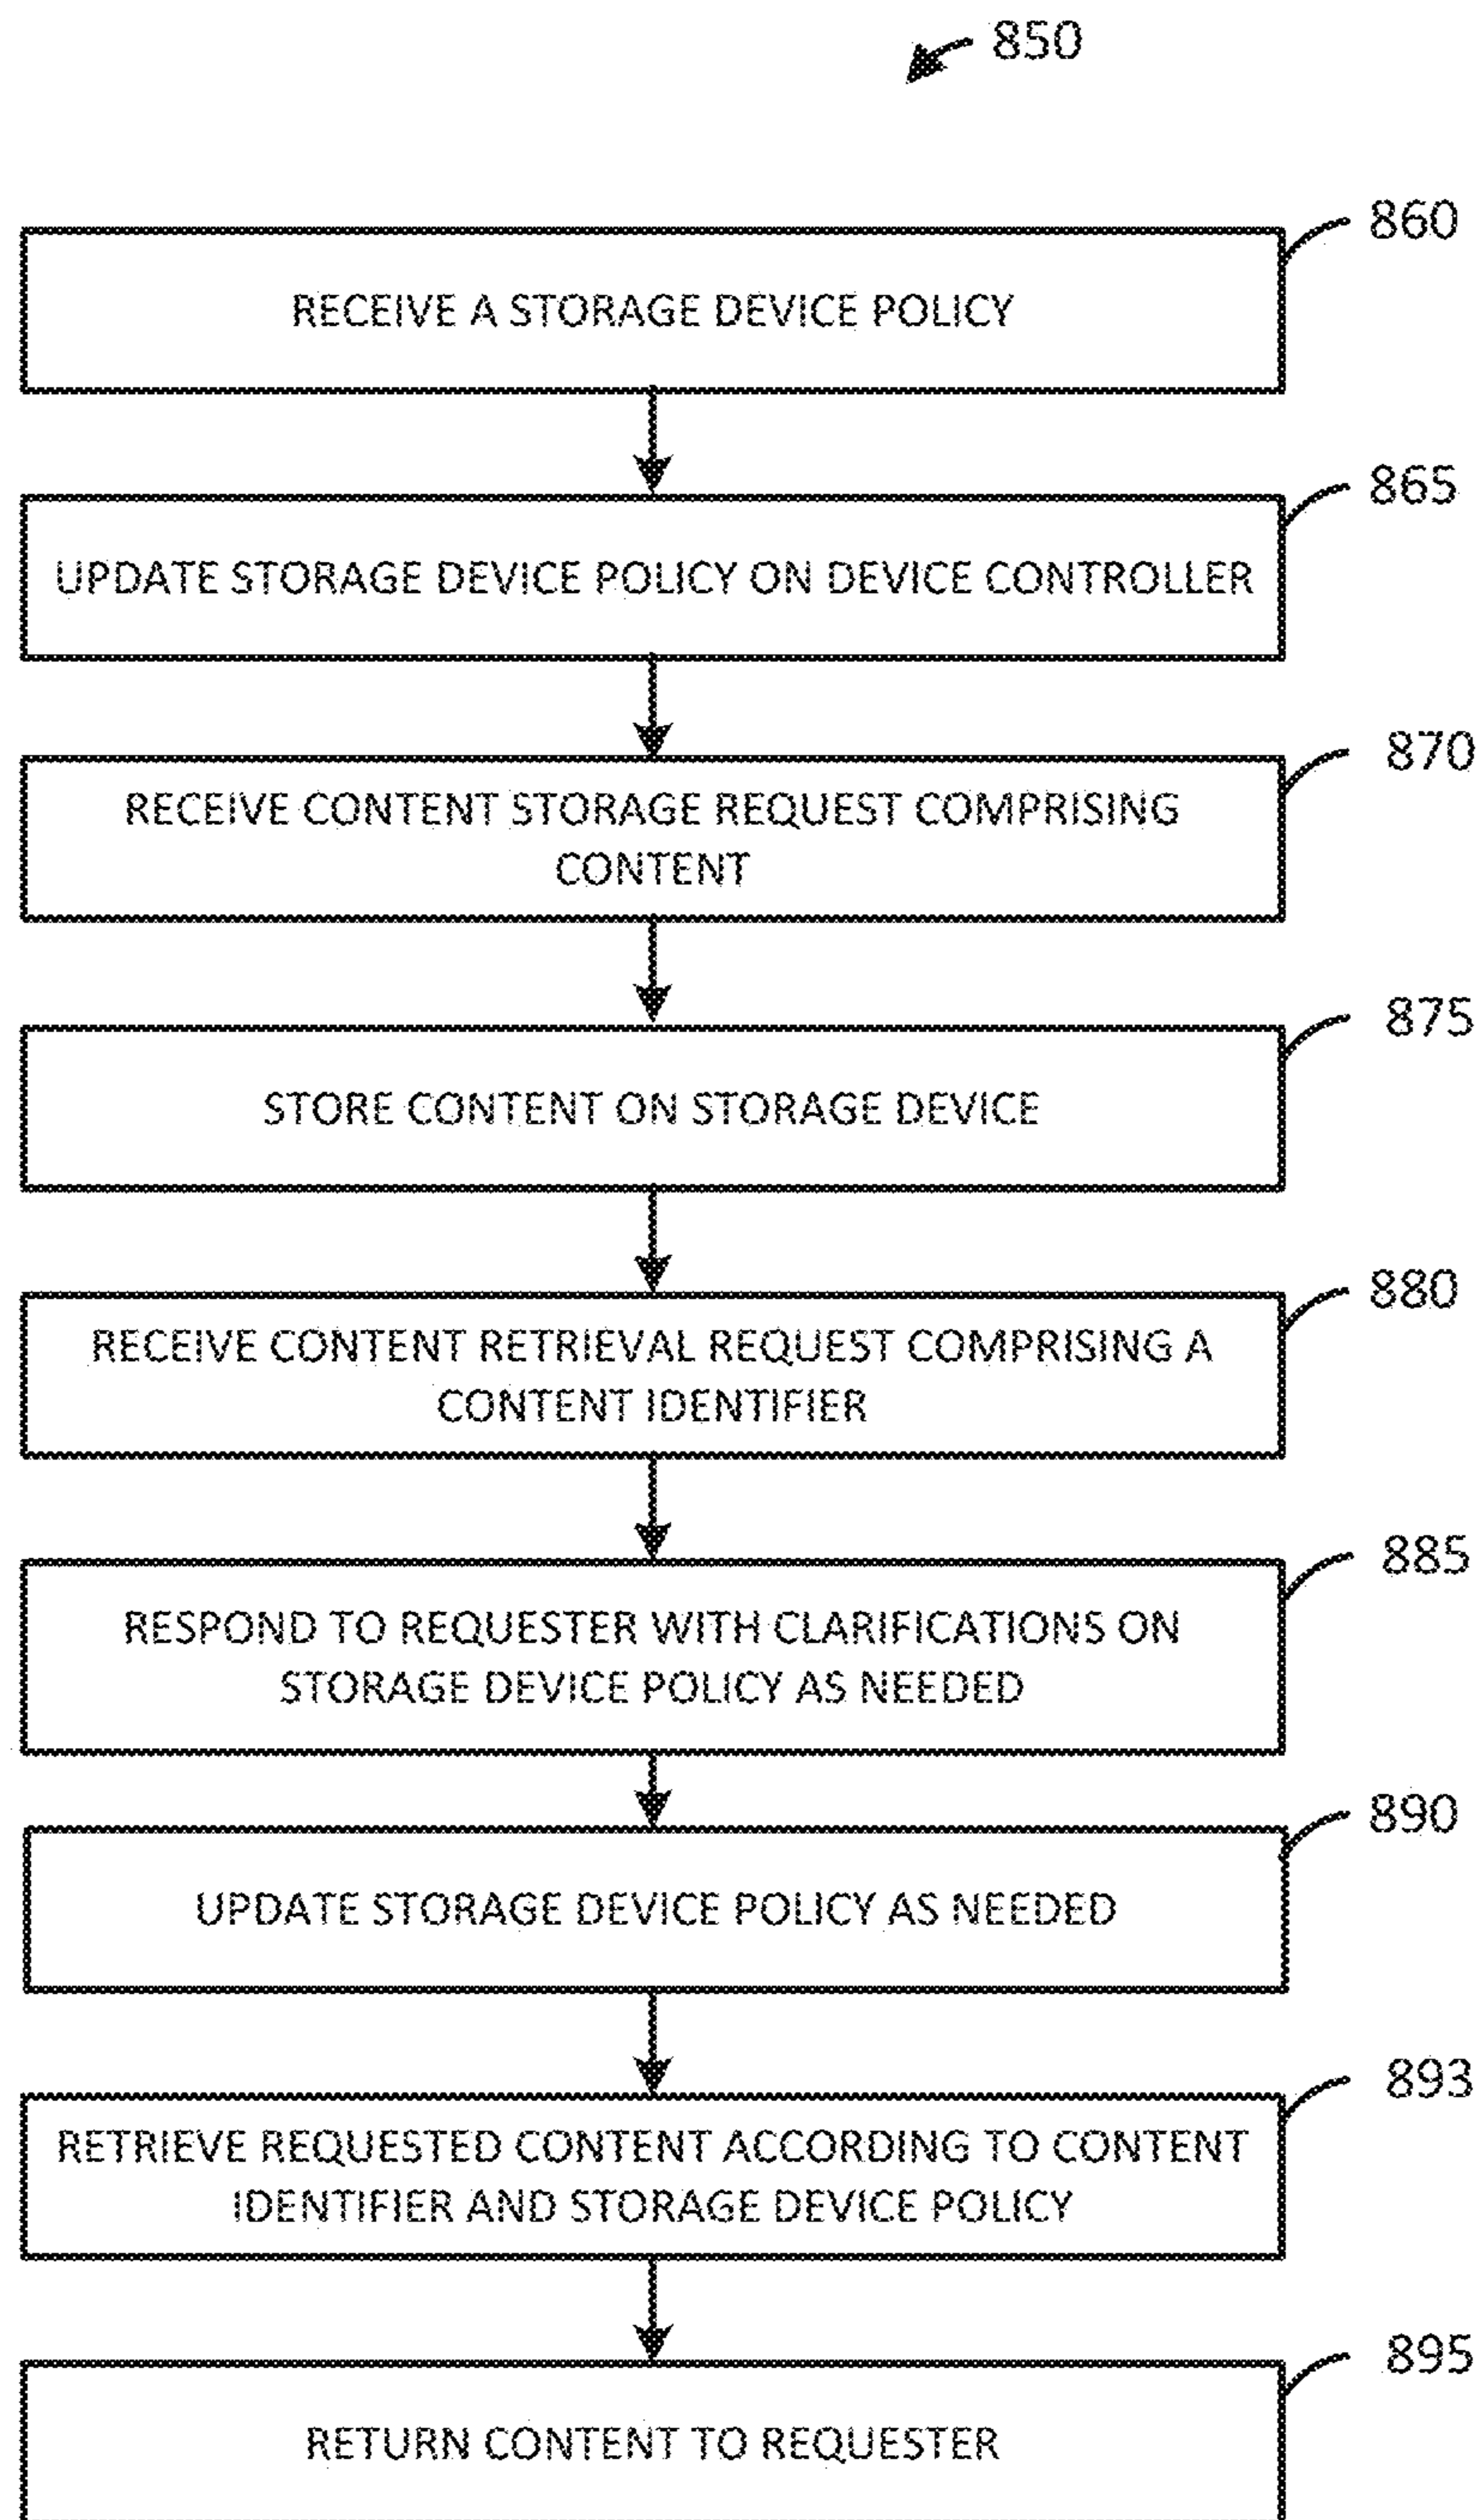 850
860
RECEIVE A STORAGE DEVICE POLICY
865
UPDATE STORAGE DEVICE POLICY ON DEVICE CONTROLLER
870
RECEIVE CONTENT STORAGE REQUEST COMPRISING
CONTENT
875
STORE CONTENT ON STORAGE DEVICE
880
RECEIVE CONTENT RETRIEVAL REQUEST COMPRISING A
CONTENT IDENTIFIER
885
RESPOND TO REQUESTER WITH CLARIFICATIONS ON
STORAGE DEVICE POLICY AS NEEDED
890
UPDATE STORAGE DEVICE POLICY AS NEEDED
893
RETRIEVE REQUESTED CONTENT ACCORDING TO CONTENT
IDENTIFIER AND STORAGE DEVICE POLICY
895
RETURN CONTENT TO REQUESTER